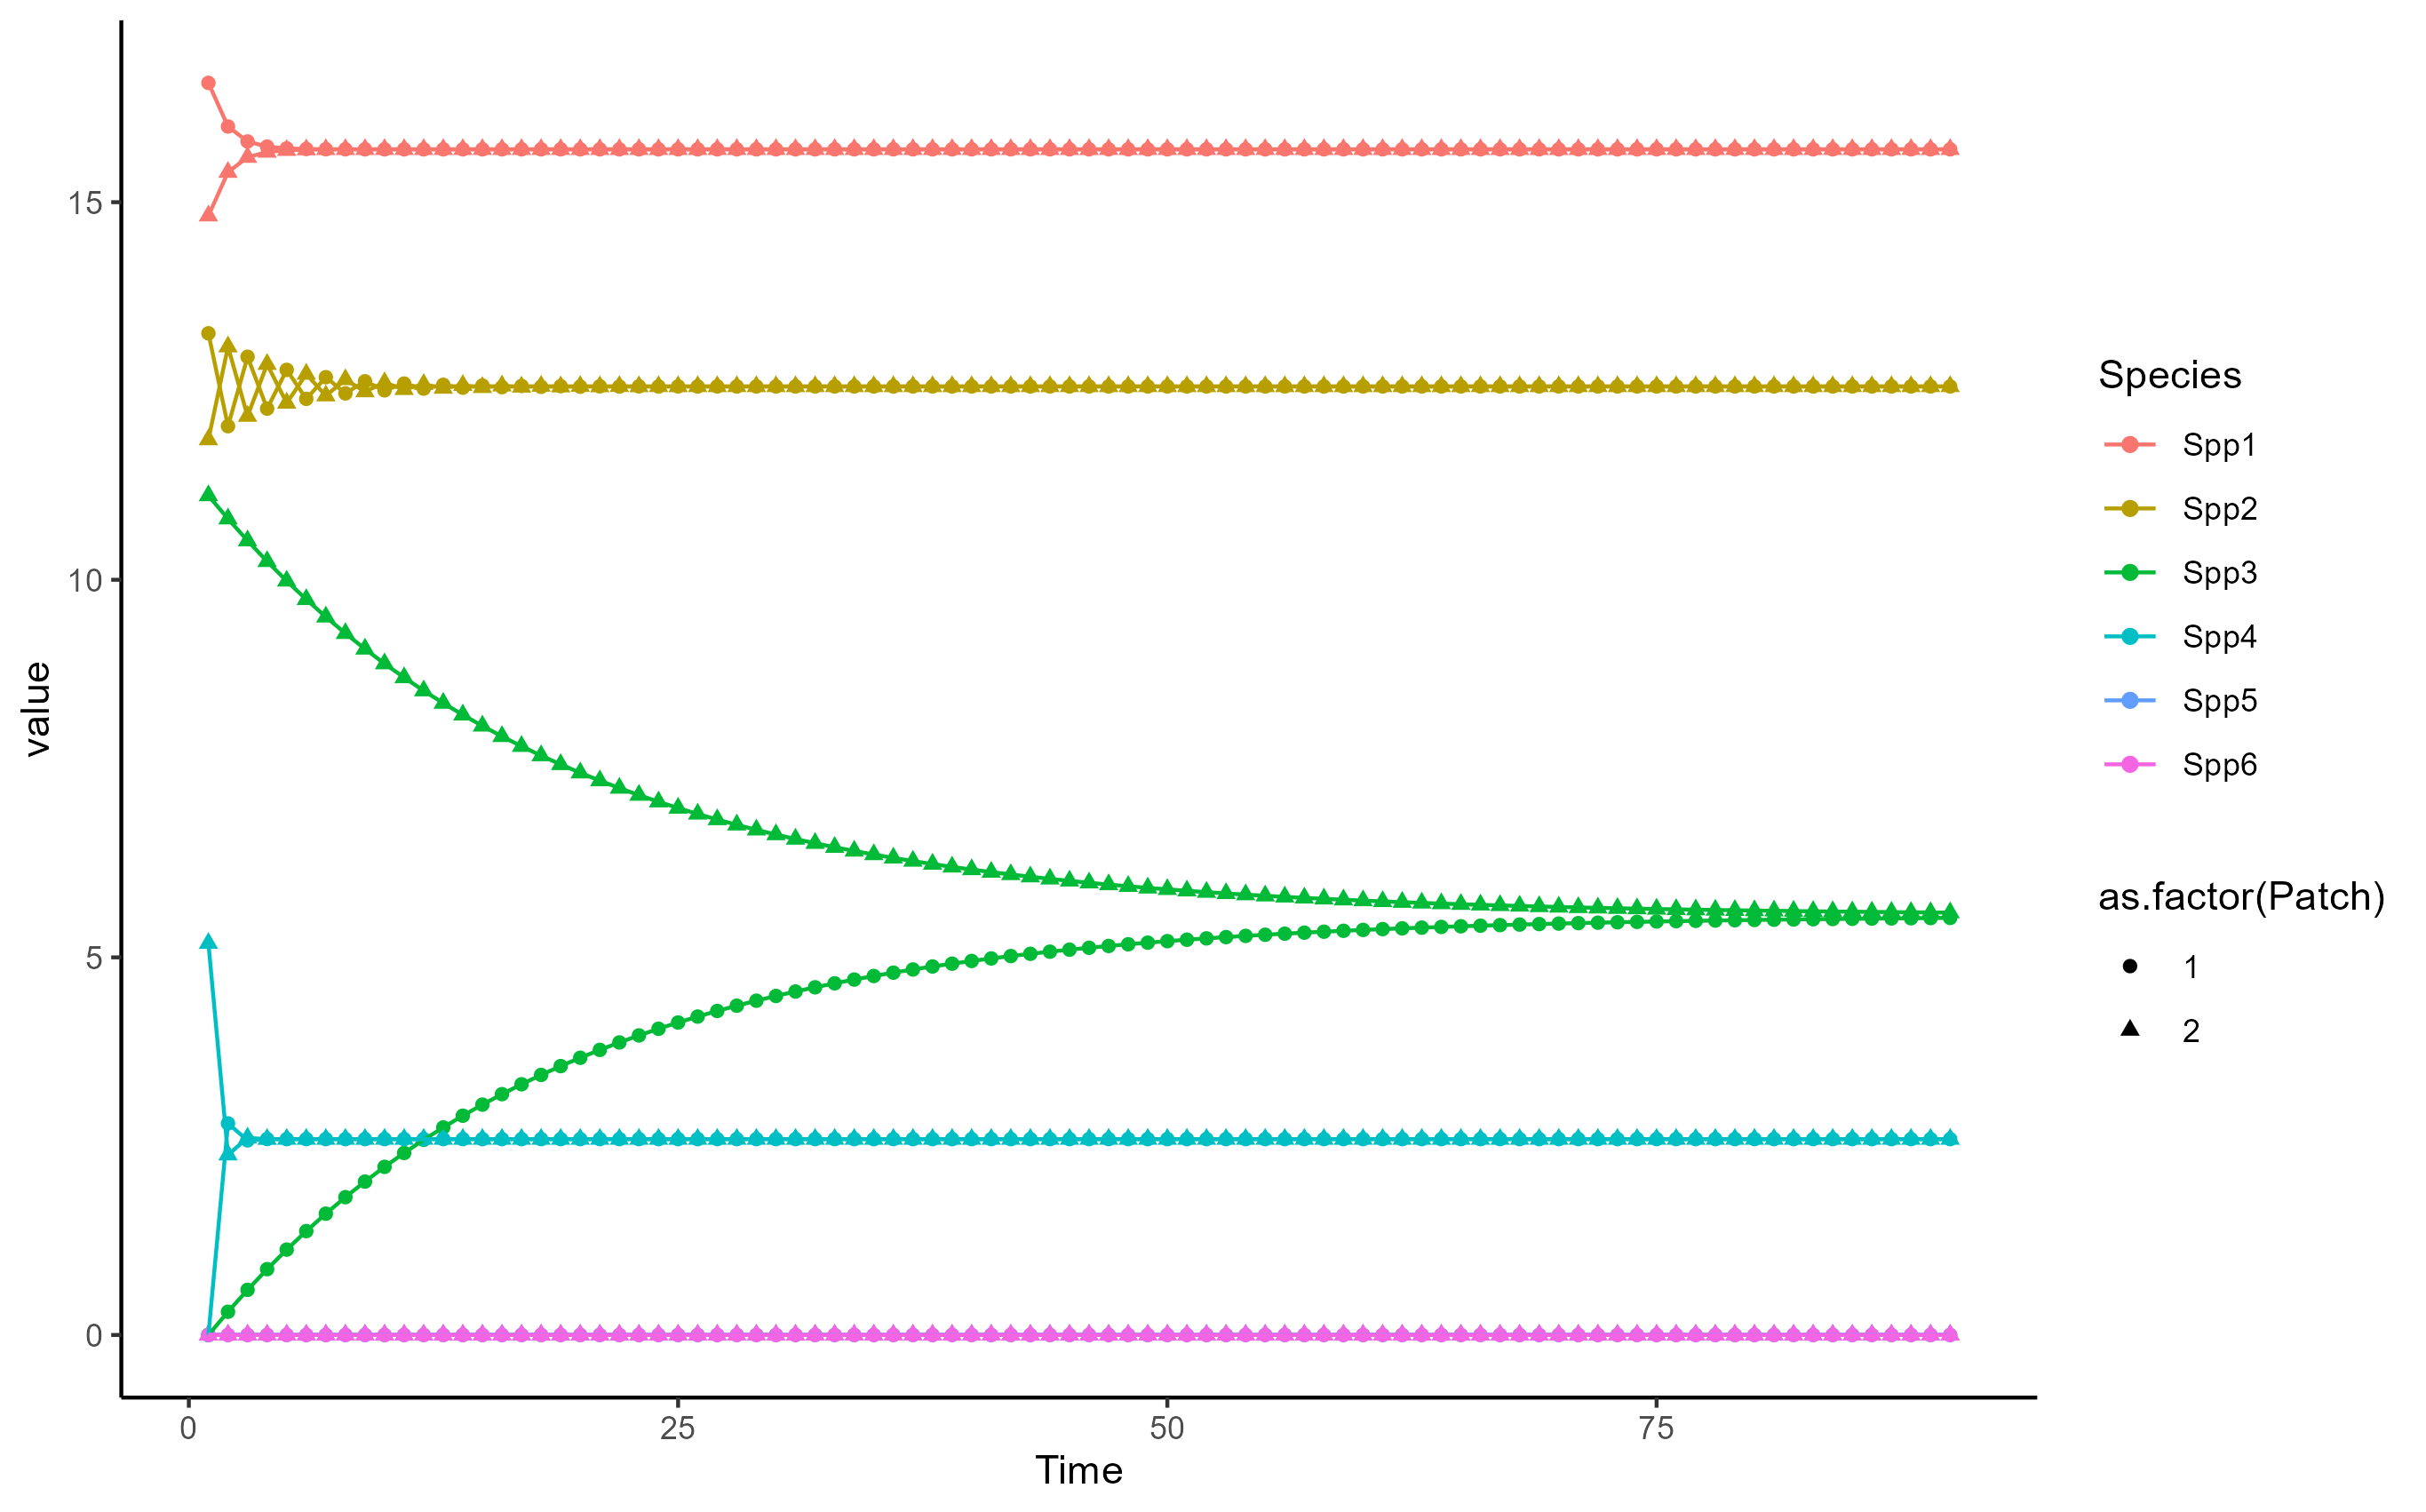 value
15
10
5
0
0
25
50
75
Time
Species
Spp1
Spp2
Spp3
Spp4
Spp5
Spp6
as.factor(Patch)
1
2